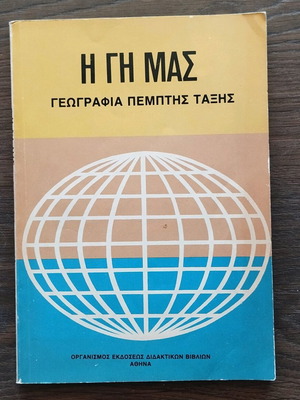 Η ΓΗ ΜΑΣ
ΓΕΩΓΡΑΦΙΑ ΠΕΜΠΤΗΣ ΤΑΞΗΣ
ΟΡΓΑΝΙΣΜΟΣ ΕΚΔΟΣΕΩΣ ΔΙΔΑΚΤΙΚΩΝ ΒΙΒΛΙΩΝ
ΑΘΗΝΑ